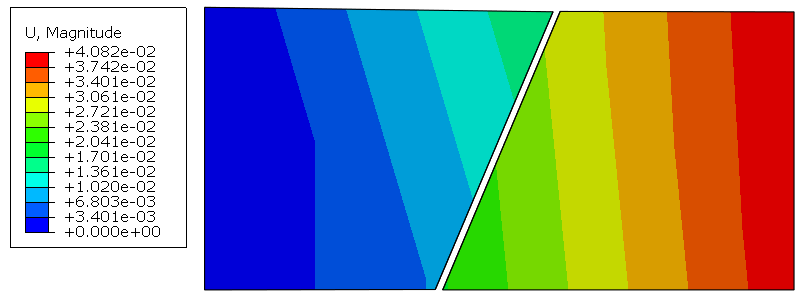 U, Magnitude
+4.082e-02
+3.742e-02
+3.401e-02
+3.061e-02
+2.721e-02
+2.381e-02
+2.041e-02
+1.701e-02
+1.361e-02
+1.020e-02
+6.803e-03
+3.401e-03
+0.000e+00